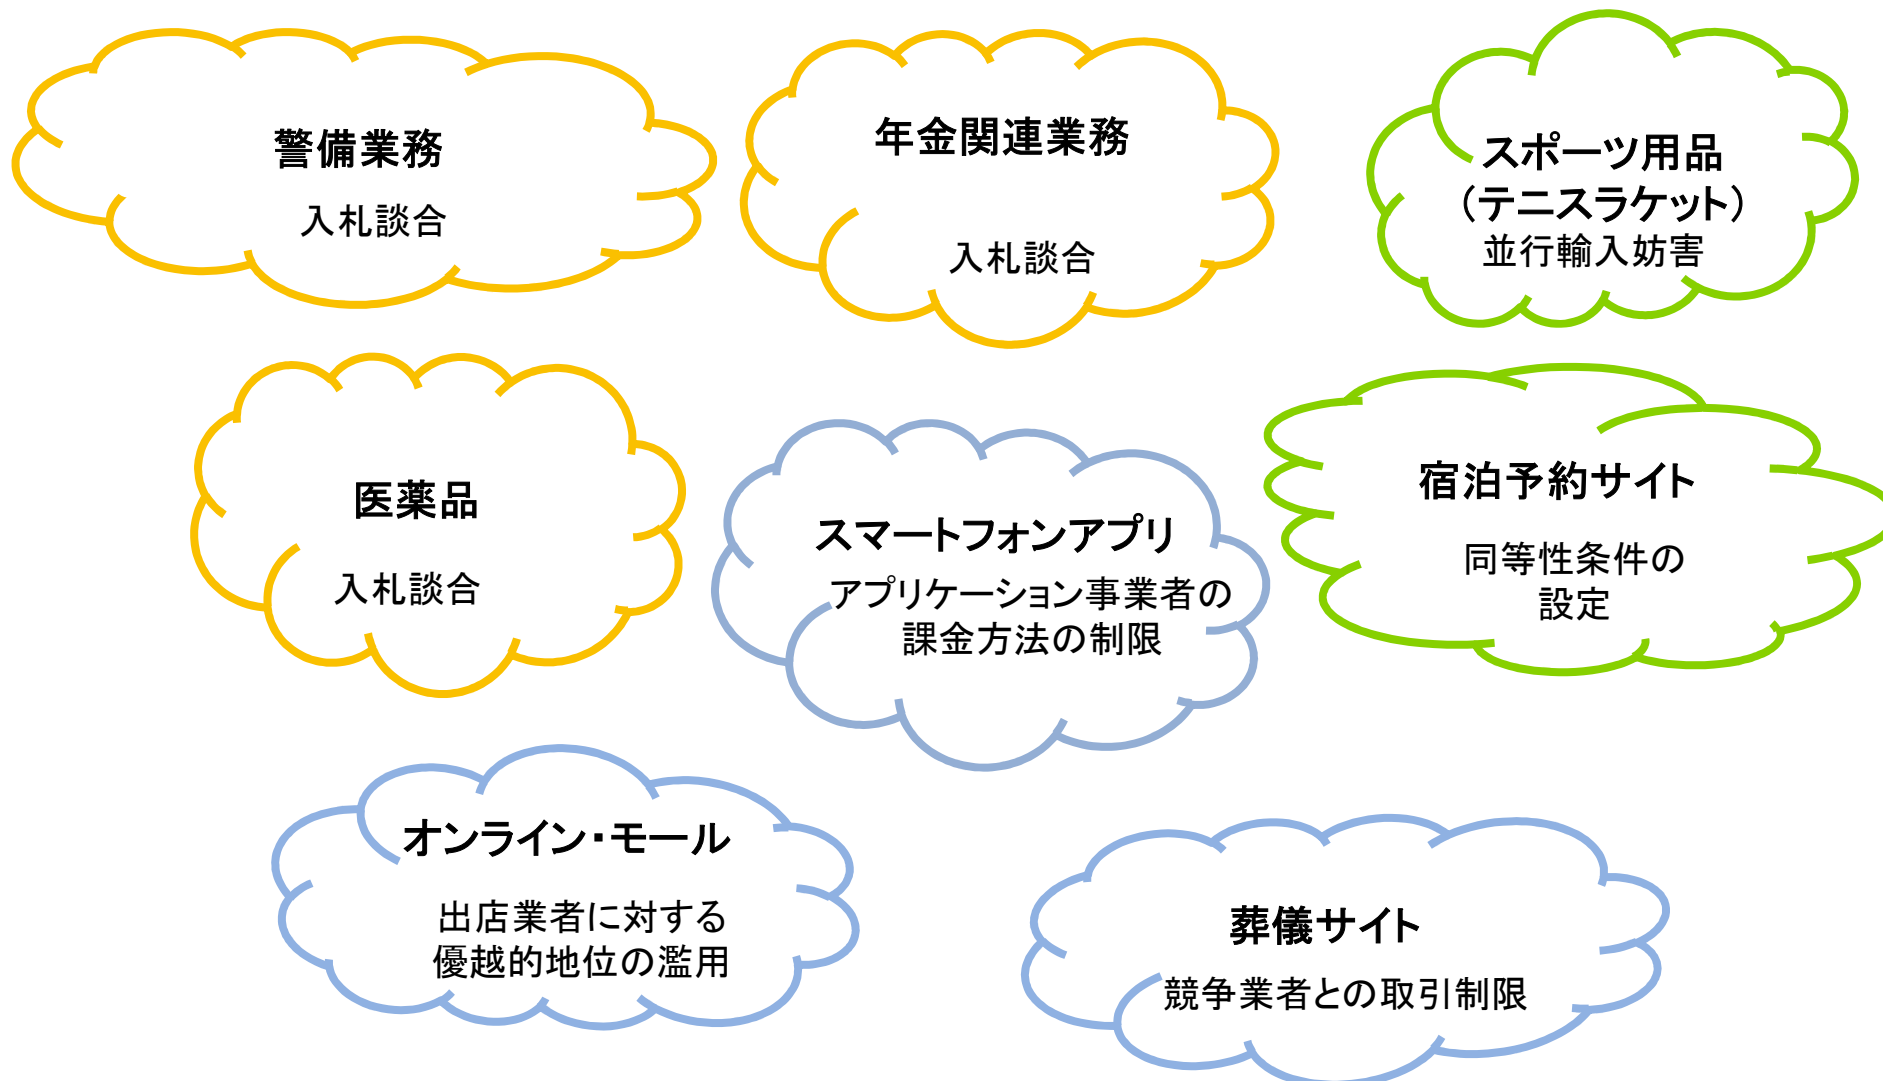 警備業務
入札談合
年金関連業務
入札談合
スポーツ用品
（テニスラケット）
並行輸入妨害
医薬品
入札談合
スマートフォンアプリ
アプリケーション事業者の
課金方法の制限
宿泊予約サイト
同等性条件の
設定
オンライン・モール
出店業者に対する
優越的地位の濫用
葬儀サイト
競争業者との取引制限